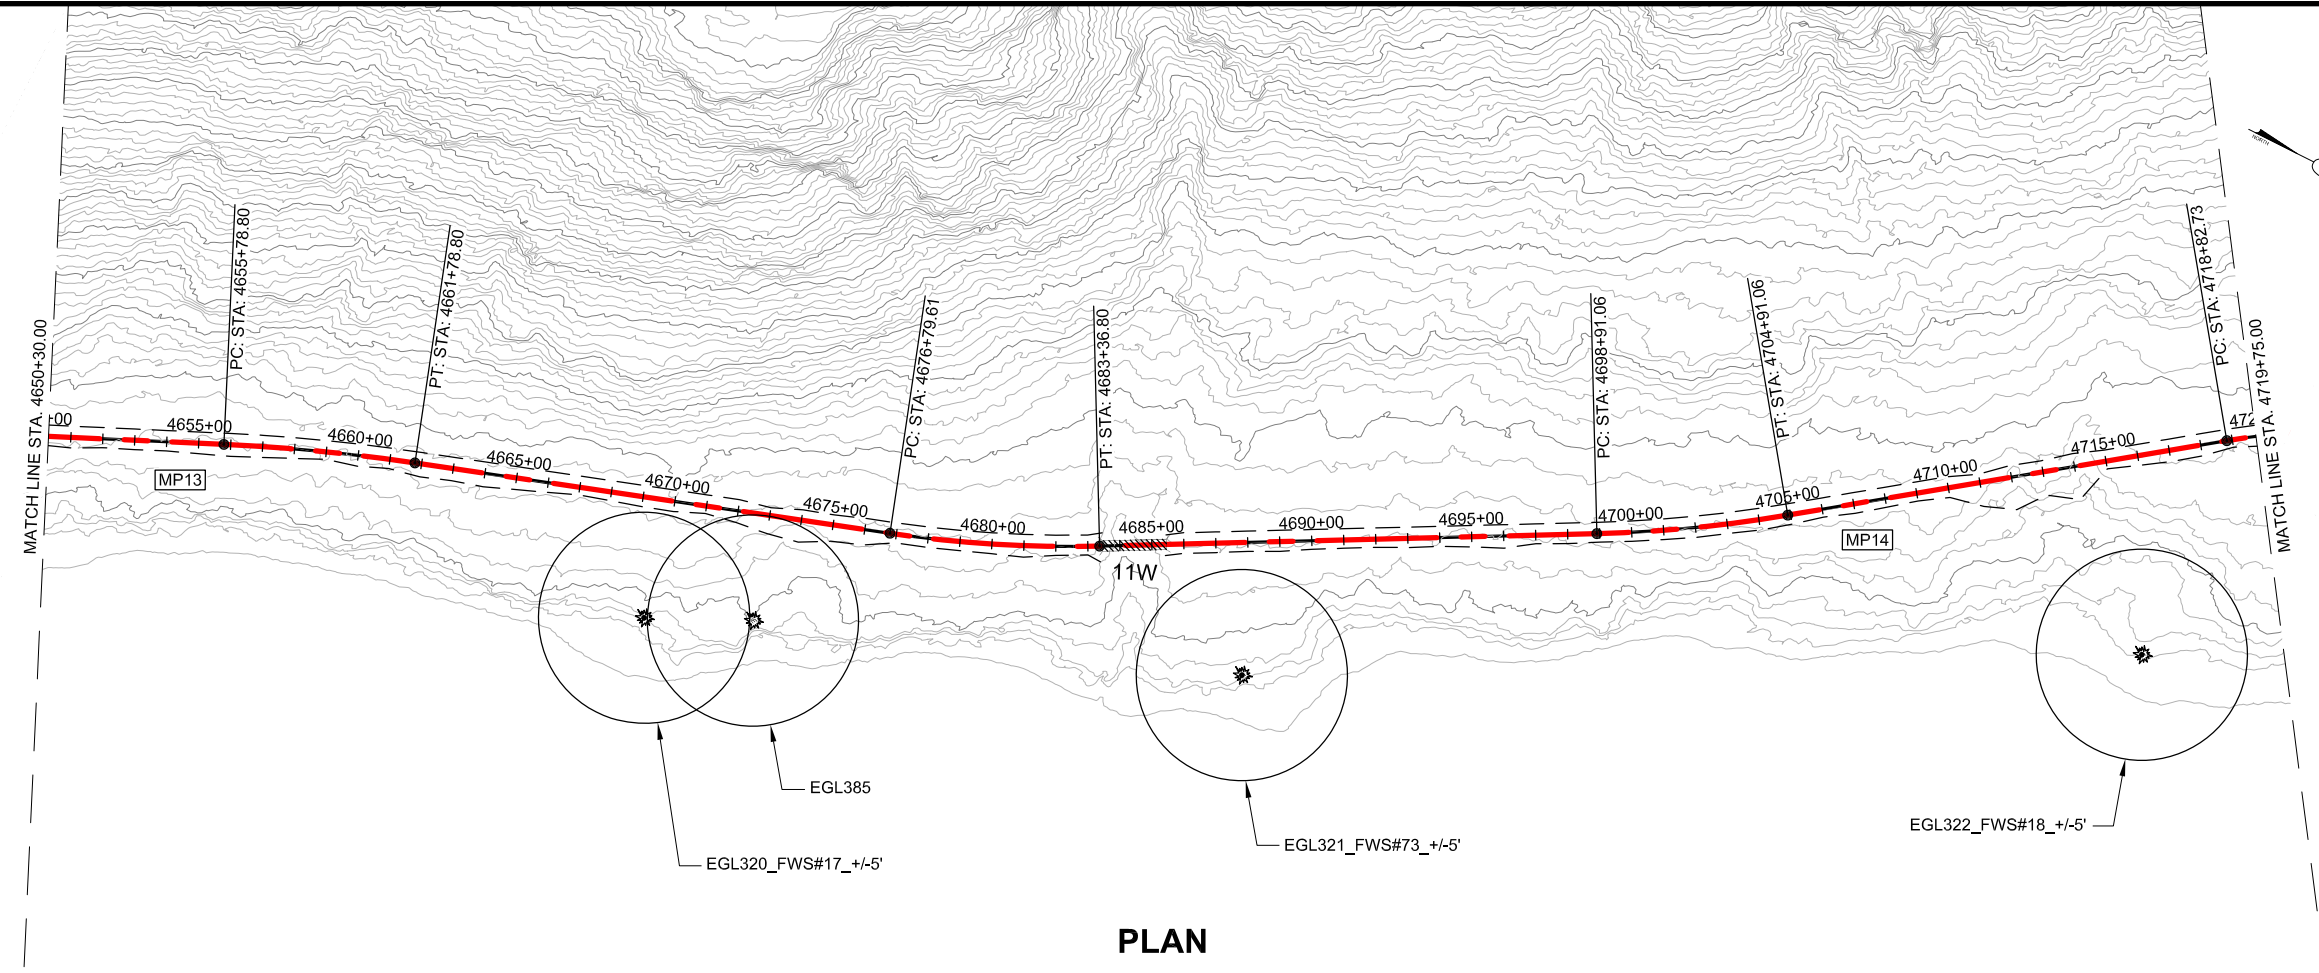 NORTH
MATCH LINE STA. 4650+30.00
PC: STA: 4655+78.80
PT: STA: 4661+78.80
PC: STA: 4676+79.61
PT: STA: 4683+36.80
PC: STA: 4698+91.06
PT: STA: 4704+91.06
PC: STA: 4718+82.73
MATCH LINE STA. 4719+75.00
+00
4655+00
4660+00
4665+00
4670+00
4675+00
4680+00
4685+00
4690+00
4695+00
4700+00
4705+00
4710+00
4715+00
472
MP13
MP14
11W
EGL385
EGL320_FWS#17_+/-5'
EGL321_FWS#73_+/-5'
EGL322_FWS#18_+/-5'
PLAN